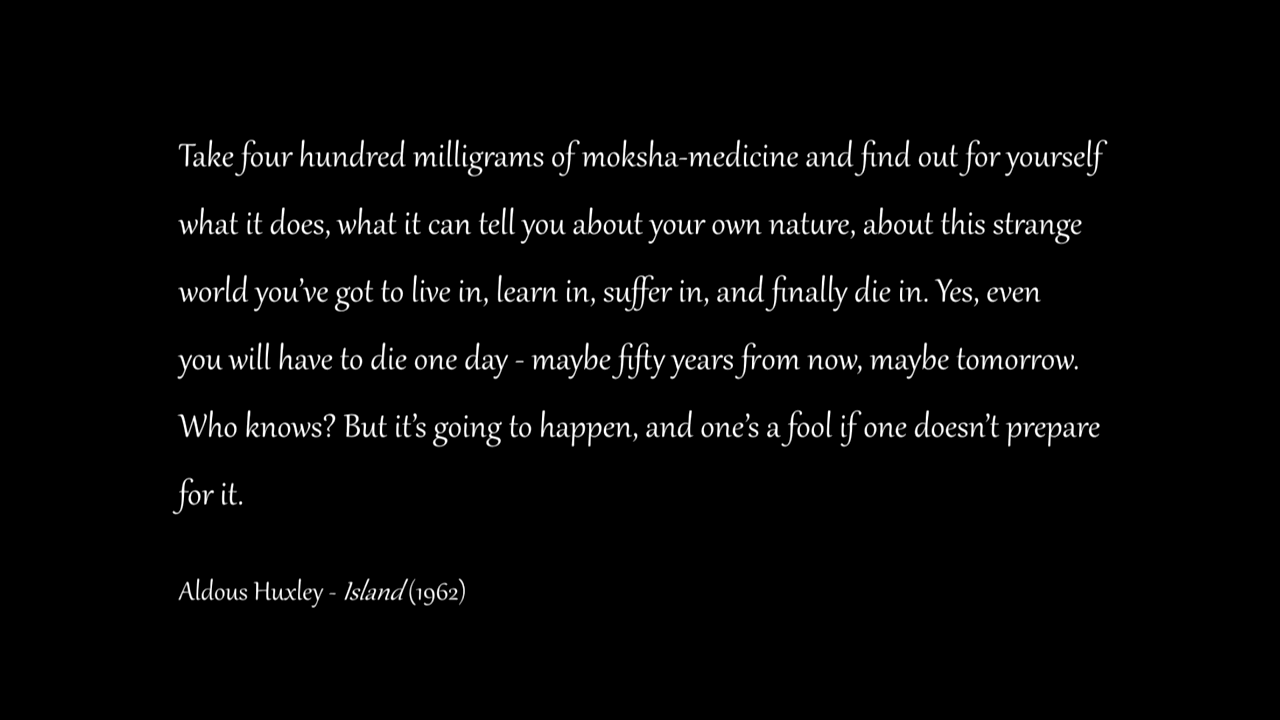 Take four hundred milligrams of moksha-medicine and find out for yourself
what it does, what it can tell you about your own nature, about this strange
world you’ve got to live in, learn in, suffer in, and finally die in. Yes, even
you will have to die one day - maybe fifty years from now, maybe tomorrow.
Who knows? But it’s going to happen, and one’s a fool if one doesn’t prepare
for it.
Aldous Huxley - Island (1962)